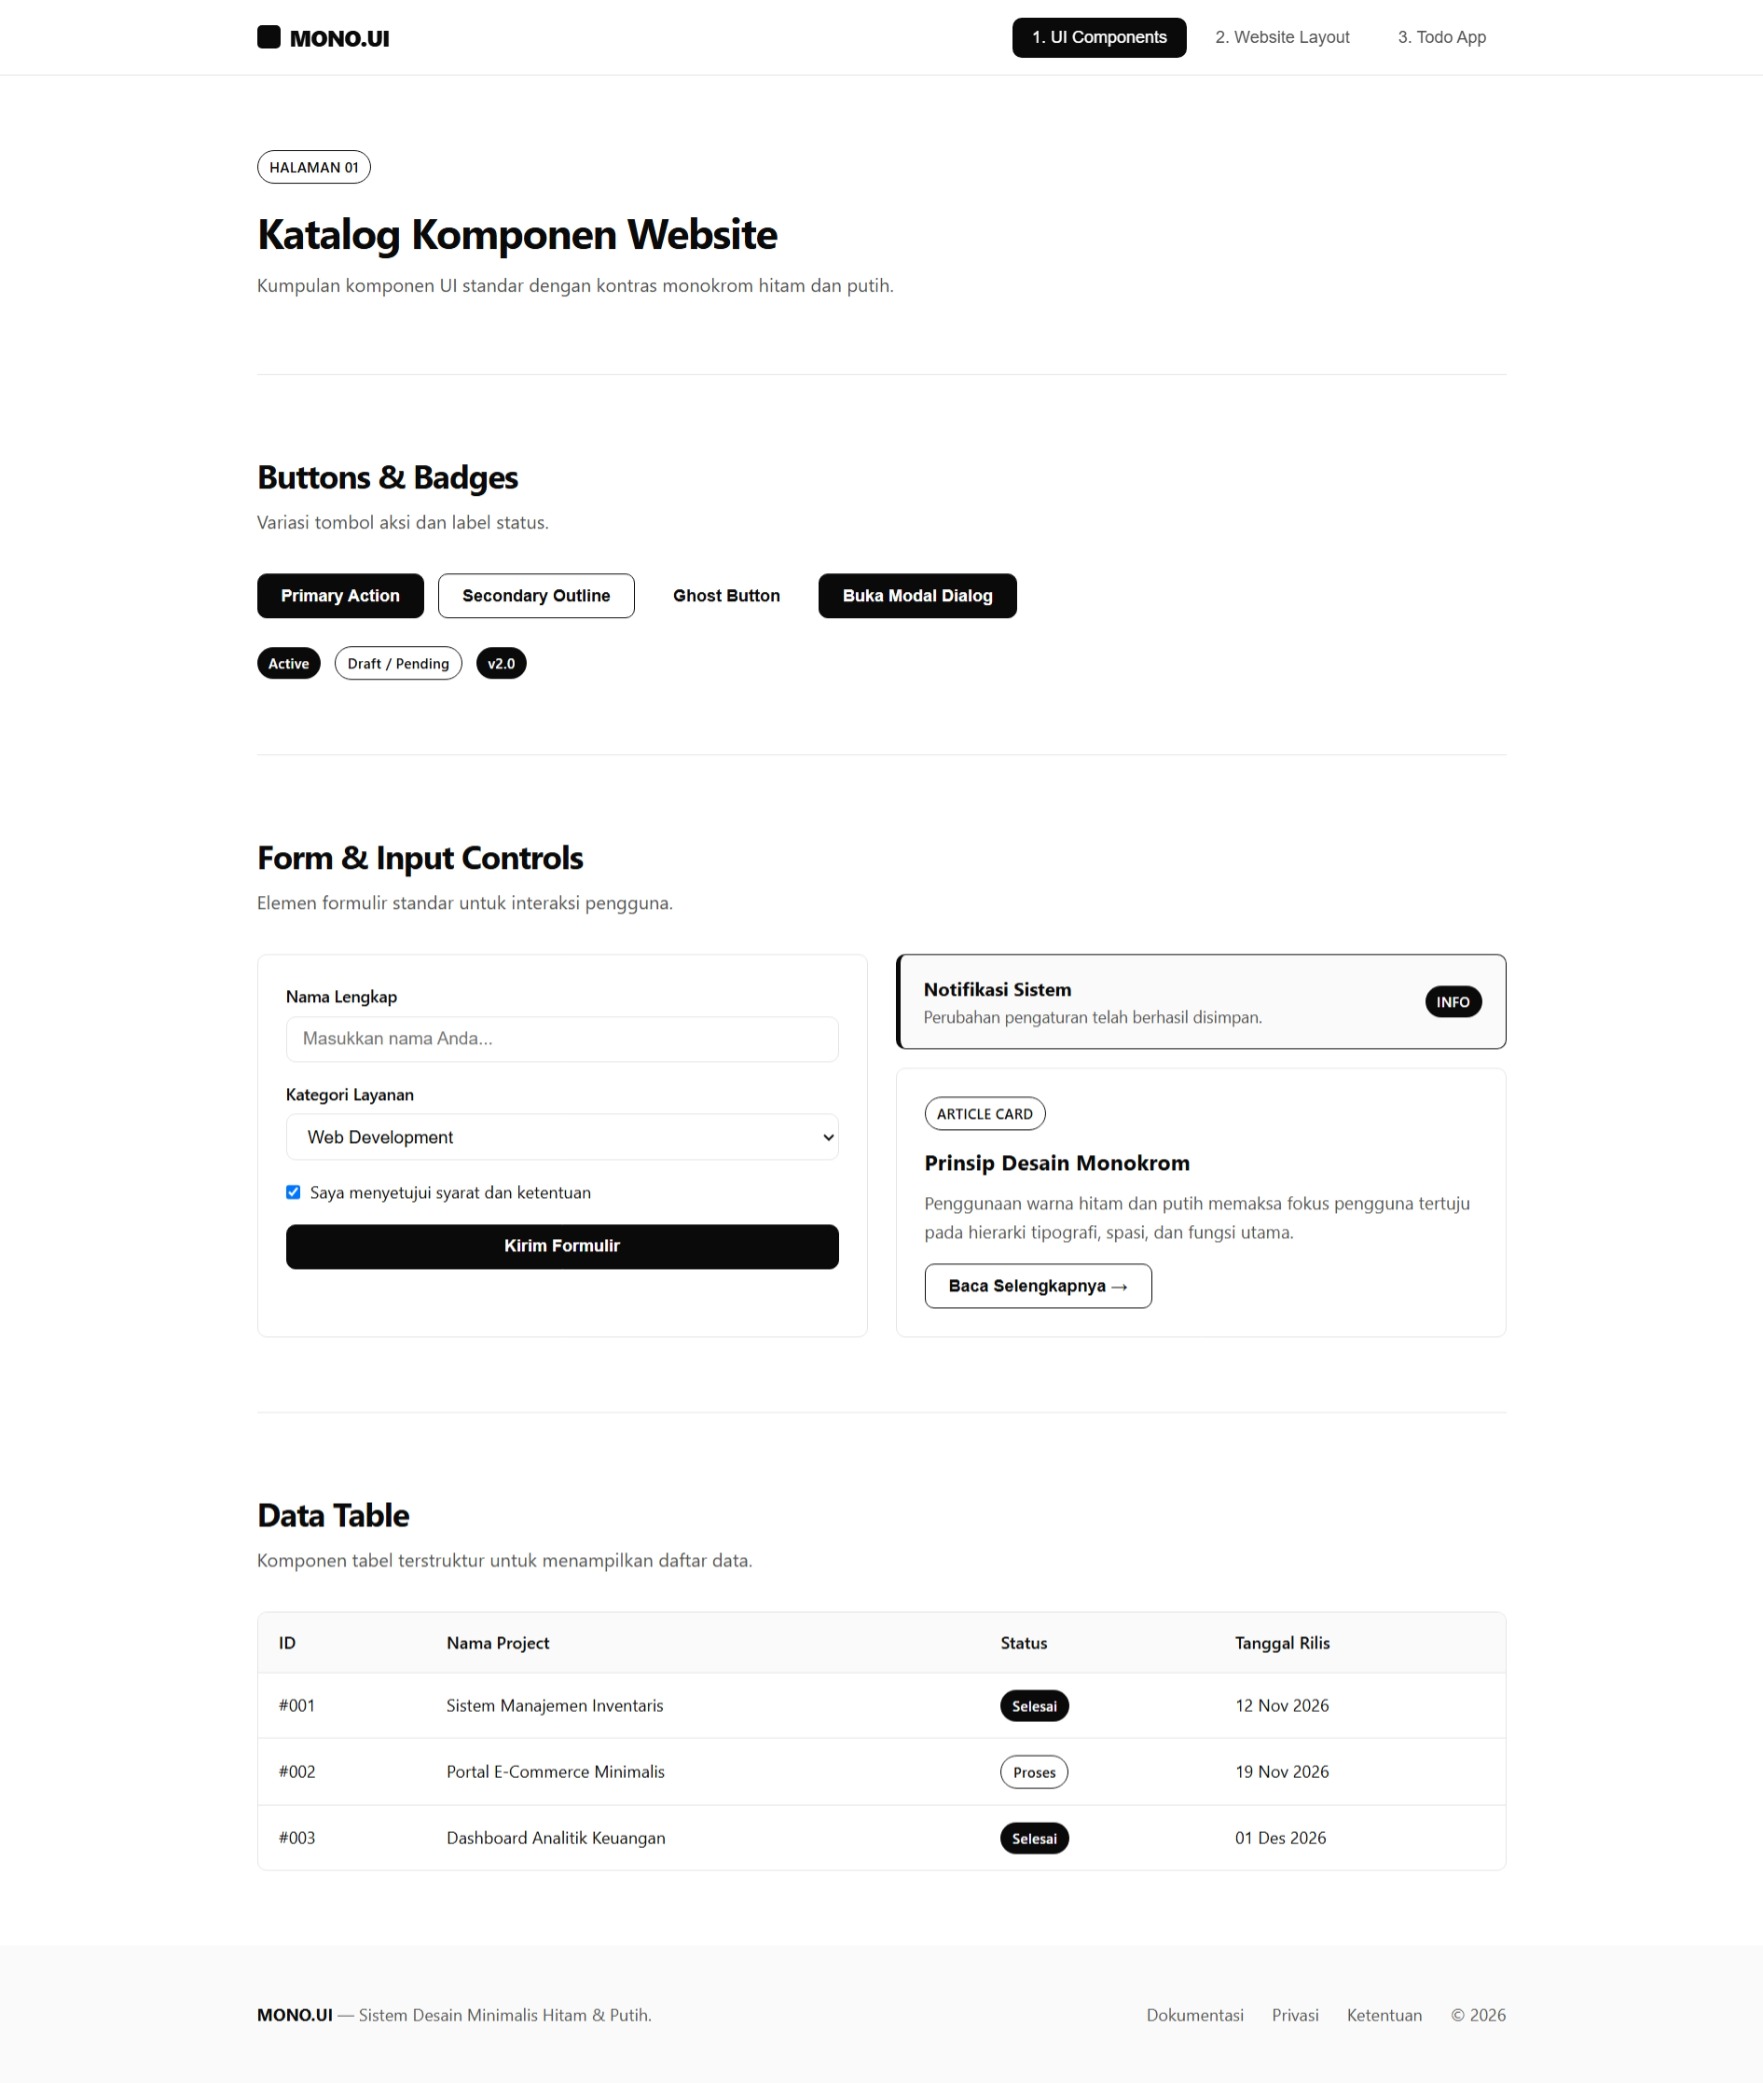 MONO.UI
1. UI Components
2. Website Layout
3. Todo App
HALAMAN 01
Katalog Komponen Website
Kumpulan komponen UI standar dengan kontras monokrom hitam dan putih.
Buttons & Badges
Variasi tombol aksi dan label status.
Primary Action
Secondary Outline
Ghost Button
Buka Modal Dialog
Active
Draft / Pending
v2.0
Form & Input Controls
Elemen formulir standar untuk interaksi pengguna.
Nama Lengkap
Masukkan nama Anda...
Kategori Layanan
Web Development
Saya menyetujui syarat dan ketentuan
Kirim Formulir
Notifikasi Sistem
Perubahan pengaturan telah berhasil disimpan.
INFO
ARTICLE CARD
Prinsip Desain Monokrom
Penggunaan warna hitam dan putih memaksa fokus pengguna tertuju
pada hierarki tipografi, spasi, dan fungsi utama.
Baca Selengkapnya →
Data Table
Komponen tabel terstruktur untuk menampilkan daftar data.
ID Nama Project Status Tanggal Rilis
#001 Sistem Manajemen Inventaris Selesai 12 Nov 2026
#002 Portal E-Commerce Minimalis Proses 19 Nov 2026
#003 Dashboard Analitik Keuangan Selesai 01 Des 2026
MONO.UI — Sistem Desain Minimalis Hitam & Putih.
Dokumentasi Privasi Ketentuan © 2026